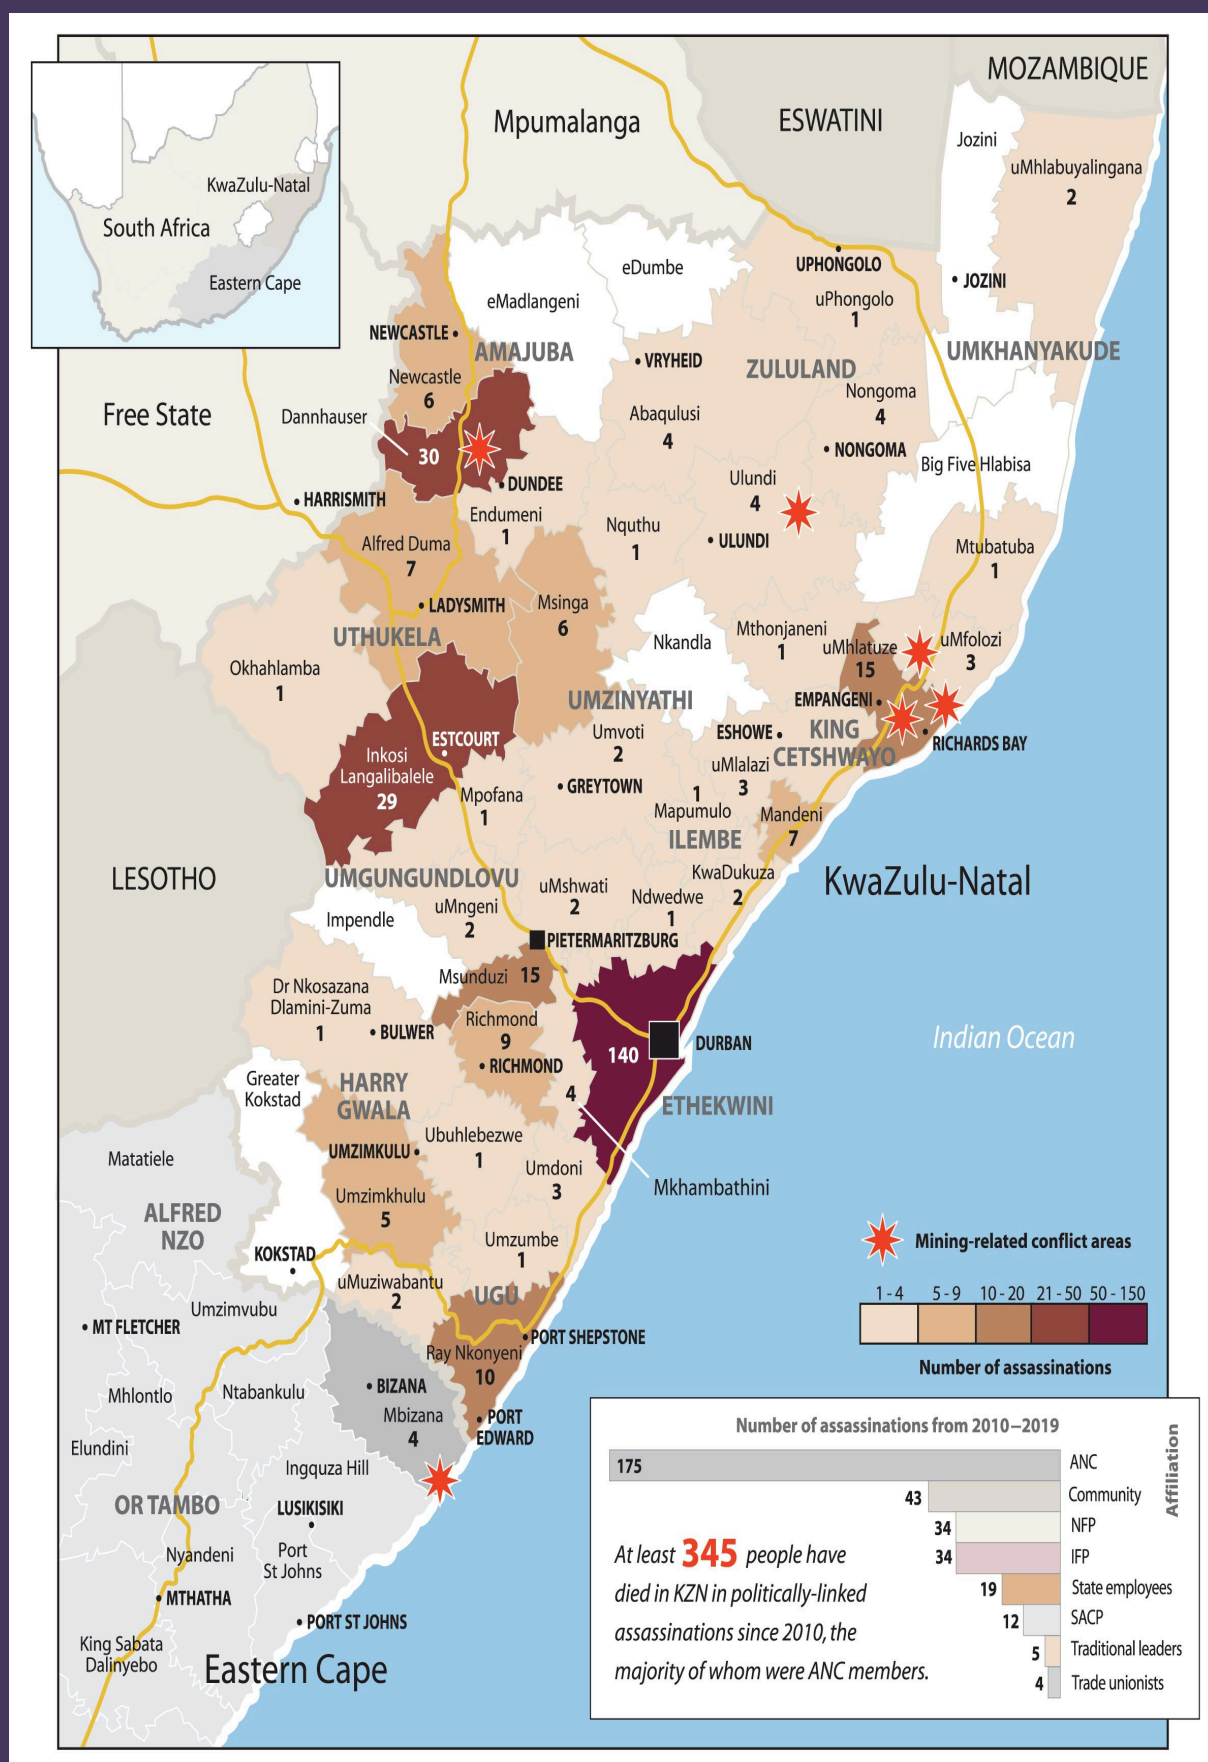 MOZAMBIQUE
Mpumalanga
ESWATINI
Jozini
uMhlabuyalingana
2
KwaZulu-Natal
South Africa
Eastern Cape
eDumbe
UPHONGOLO
JOZINI
eMadlangeni
uPhongolo
1
NEWCASTLE
AMAJUBA
VRYHEID
ZULULAND
UMKHANYAKUDE
Newcastle
6
Nongoma
4
Free State
Dannhauser
Abaqulusi
4
30
NONGOMA
Big Five Hlabisa
HARRISMITH
DUNDEE
Ulundi
4
Endumeni
1
Nquthu
1
ULUNDI
Alfred Duma
7
Mtubatuba
1
LADYSMITH
Msinga
6
UTHUKELA
Nkandla
Mthonjaneni
1
uMhlatuze
15
uMfolozi
3
Okhahlamba
1
UMZINYATHI
EMPANGENI
ESTCOURT
Umvoti
2
ESHOWE
KING
CETSHWAYO
RICHARDS BAY
Inkosi
Langalibalele
29
uMlalazi
3
GREYTOWN
Mpofana
1
1
Mapumulo
Mandeni
7
ILEMBE
LESOTHO
UMGUNGUNDLOVU
KwaDukuza
2
KwaZulu-Natal
uMshwati
2
Ndwedwe
1
Impendle
uMngeni
2
PIETERMARITZBURG
Msunduzi 15
Dr Nkosazana
Dlamini-Zuma
1
BULWER
Richmond
9
RICHMOND
140
DURBAN
Indian Ocean
Greater
Kokstad
HARRY
GWALA
4
ETHEKWINI
Matatiele
UMZIMKULU
Ubuhlebezwe
1
Umdoni
3
Mkhambathini
ALFRED
NZO
Umzimkhulu
5
KOKSTAD
Umzumbe
1
Mining-related conflict areas
uMuziwabantu
2
UGU
1 - 4 5 - 9 10 - 20 21 - 50 50 - 150
Number of assassinations
Umzimvubu
MT FLETCHER
PORT SHEPSTONE
Ray Nkonyeni
10
Mhlontlo
Ntabankulu
BIZANA
Mbizana
4
PORT
EDWARD
Elundini
Ingquza Hill
OR TAMBO
LUSIKISIKI
Nyandeni
Port
St Johns
MTHATHA
PORT ST JOHNS
King Sabata
Dalinyebo
Eastern Cape
Number of assassinations from 2010–2019
Affiliation
175 ANC
43 Community
34 NFP
34 IFP
19 State employees
12 SACP
5 Traditional leaders
4 Trade unionists
At least 345 people have
died in KZN in politically-linked
assassinations since 2010, the
majority of whom were ANC members.